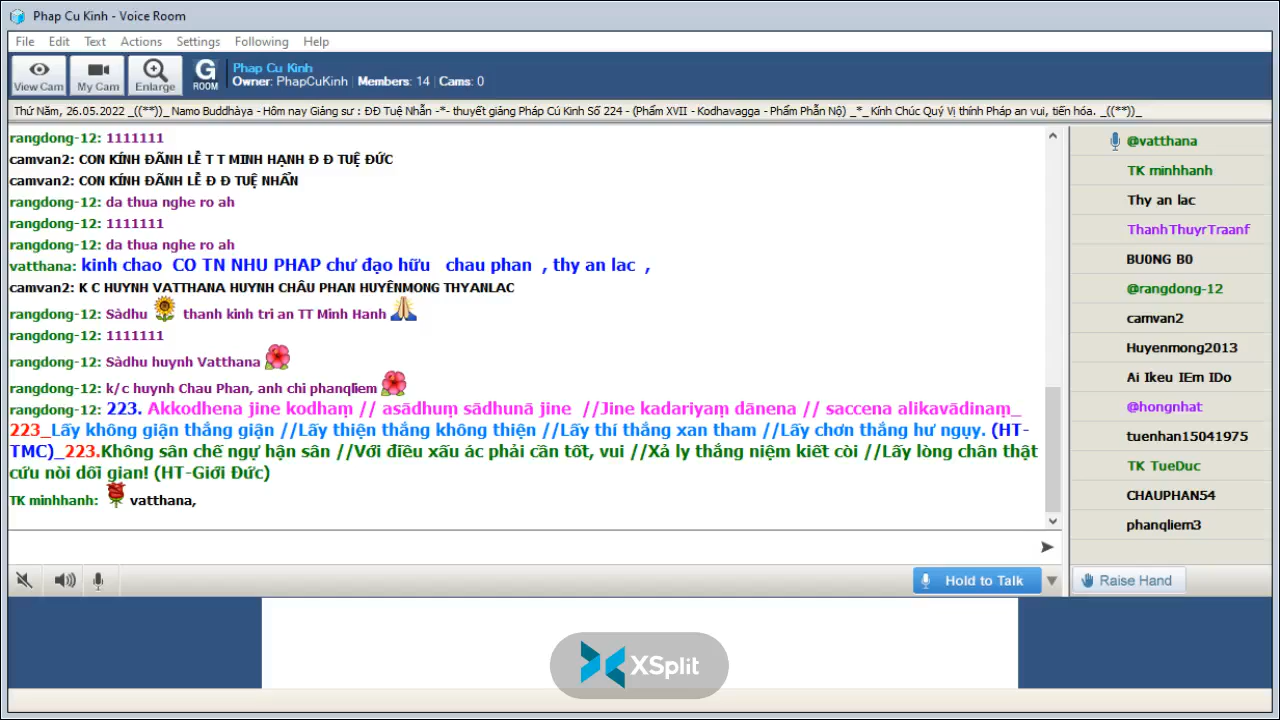 Phap Cu Kinh - Voice Room
File Edit Text Actions Settings Following Help
View Cam My Cam Enlarge G ROOM
Phap Cu Kinh
Owner: PhapCuKinh | Members: 14 | Cams: 0
Thứ Năm, 26.05.2022 _((**))_ Namo Buddhàya - Hôm nay Giảng sư : ĐĐ Tuệ Nhẫn -*- thuyết giảng Pháp Cú Kinh Số 224 - (Phẩm XVII - Kodhavagga - Phẩm Phẫn Nộ) _*_ Kính Chúc Quý Vị thính Pháp an vui, tiến hóa. _((**))_
rangdong-12: 1111111
camvan2: CON KÍNH ĐÃNH LỄ T T MINH HẠNH Đ Đ TUỆ ĐỨC
camvan2: CON KÍNH ĐÃNH LỄ Đ Đ TUỆ NHẪN
rangdong-12: da thua nghe ro ah
rangdong-12: 1111111
rangdong-12: da thua nghe ro ah
vatthana: kinh chao CO TN NHU PHAP chư đạo hữu chau phan , thy an lac ,
camvan2: K C HUYNH VATTHANA HUYNH CHÂU PHAN HUYÊNMONG THYANLAC
rangdong-12: Sàdhu thanh kinh tri an TT Minh Hanh
rangdong-12: 1111111
rangdong-12: Sàdhu huynh Vatthana
rangdong-12: k/c huynh Chau Phan, anh chi phanqliem
rangdong-12: 223. Akkodhena jine kodhaṃ // asādhuṃ sādhunā jine //Jine kadariyaṃ dānena // saccena alikavādinaṃ_
223_Lấy không giận thắng giận //Lấy thiện thắng không thiện //Lấy thí thắng xan tham //Lấy chơn thắng hư ngụy. (HT-
TMC)_223.Không sân chế ngự hận sân //Với điều xấu ác phải cần tốt, vui //Xả ly thắng niệm kiết còi //Lấy lòng chân thật
cứu nòi dối gian! (HT-Giới Đức)
TK minhhanh: vatthana,
@vatthana
TK minhhanh
Thy an lac
ThanhThuyrTraanf
BU0NG B0
@rangdong-12
camvan2
Huyenmong2013
Ai Ikeu IEm IDo
@hongnhat
tuenhan15041975
TK TueDuc
CHAUPHAN54
phanqliem3
Hold to Talk
Raise Hand
XSplit